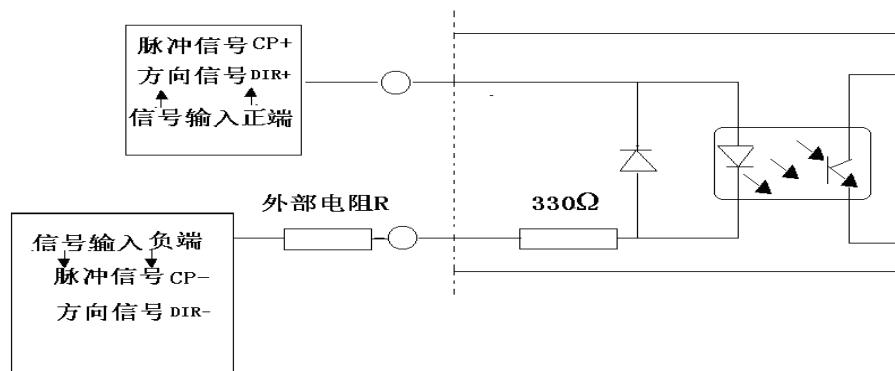 脉冲信号CP+
方向信号DIR+
信号输入正端
外部电阻R
330Ω
信号输入负端
脉冲信号CP-
方向信号DIR-